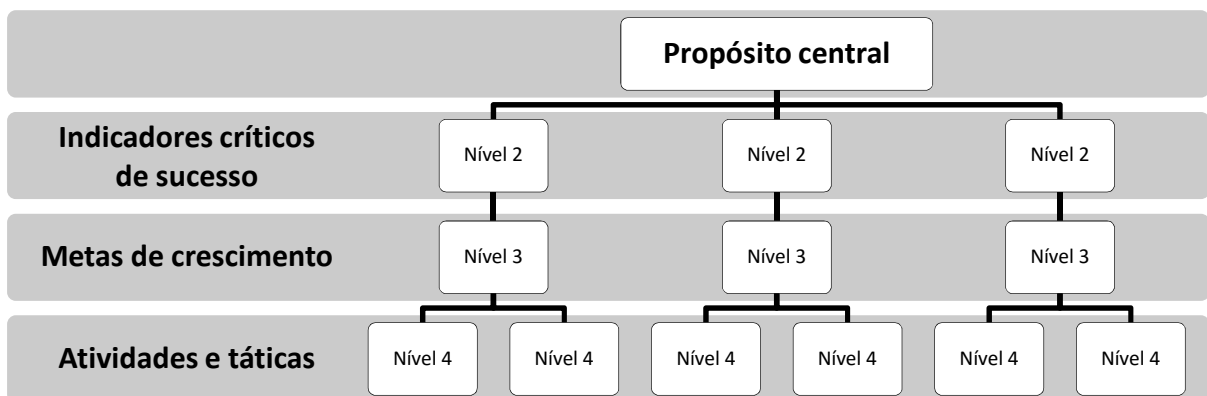 Propósito central
Indicadores críticos
de sucesso
Nível 2
Nível 2
Nível 2
Metas de crescimento
Nível 3
Nível 3
Nível 3
Atividades e táticas
Nível 4
Nível 4
Nível 4
Nível 4
Nível 4
Nível 4